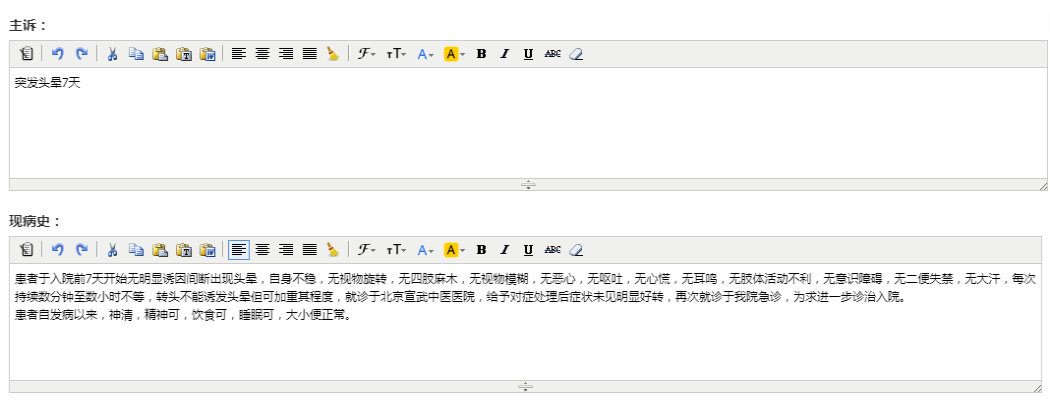 主诉：
F TT A A B I U ABC
突发头晕7天
现病史：
F TT A A B I U ABC
患者于入院前7天开始无明显诱因间断出现头晕，自身不稳，无视物旋转，无四肢麻木，无视物模糊，无恶心，无呕吐，无心慌，无耳鸣，无肢体活动不利，无意识障碍，无二便失禁，无大汗，每次
持续数分钟至数小时不等，转头不能诱发头晕但可加重其程度，就诊于北京宣武中医医院，给予对症处理后症状未见明显好转，再次就诊于我院急诊，为求进一步诊治入院。
患者自发病以来，神清，精神可，饮食可，睡眠可，大小便正常。